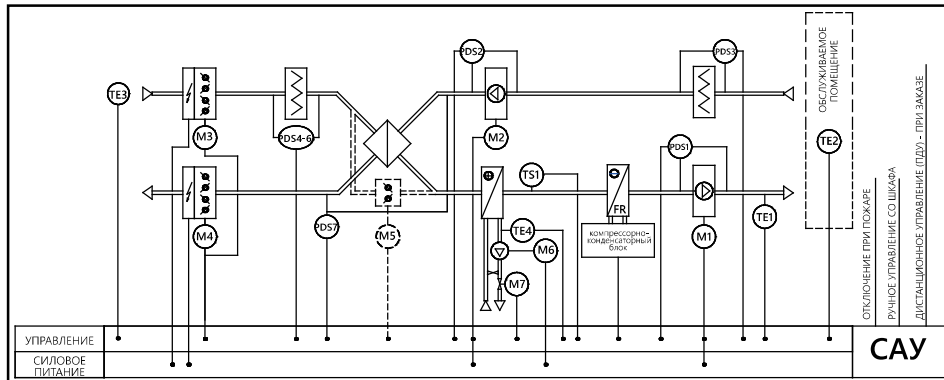 PDS2
PDS3
TE3
M3
PDS4-6
M2
TE2
ОБСЛУЖИВАЕМОЕ
ПОМЕЩЕНИЕ
PDS1
TS1
FR
M4
PDS7
M5
TE4
M6
M7
компрессорно-
конденсаторный
блок
M1
TE1
ОТКЛЮЧЕНИЕ ПРИ ПОЖАРЕ
РУЧНОЕ УПРАВЛЕНИЕ СО ШКАФА
ДИСТАНЦИОННОЕ УПРАВЛЕНИЕ (ПДУ) - ПРИ ЗАКАЗЕ
УПРАВЛЕНИЕ
СИЛОВОЕ
ПИТАНИЕ
САУ